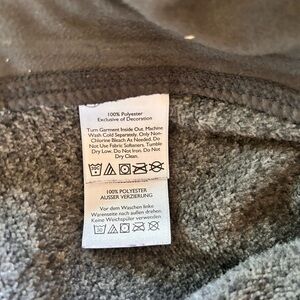 100% Polyester
Exclusive of Decoration
Turn Garment Inside Out. Machine
Wash Cold Separately. Only Non-
Chlorine Bleach As Needed. Do
Not Use Fabric Softeners. Tumble
Dry Low. Do Not Iron. Do Not
Dry Clean.
100% POLYESTER
AUSSER VERZIERUNG
Vor dem Waschen linke
Warenseite nach außen drehen
Keine Weichspüler verwenden
30